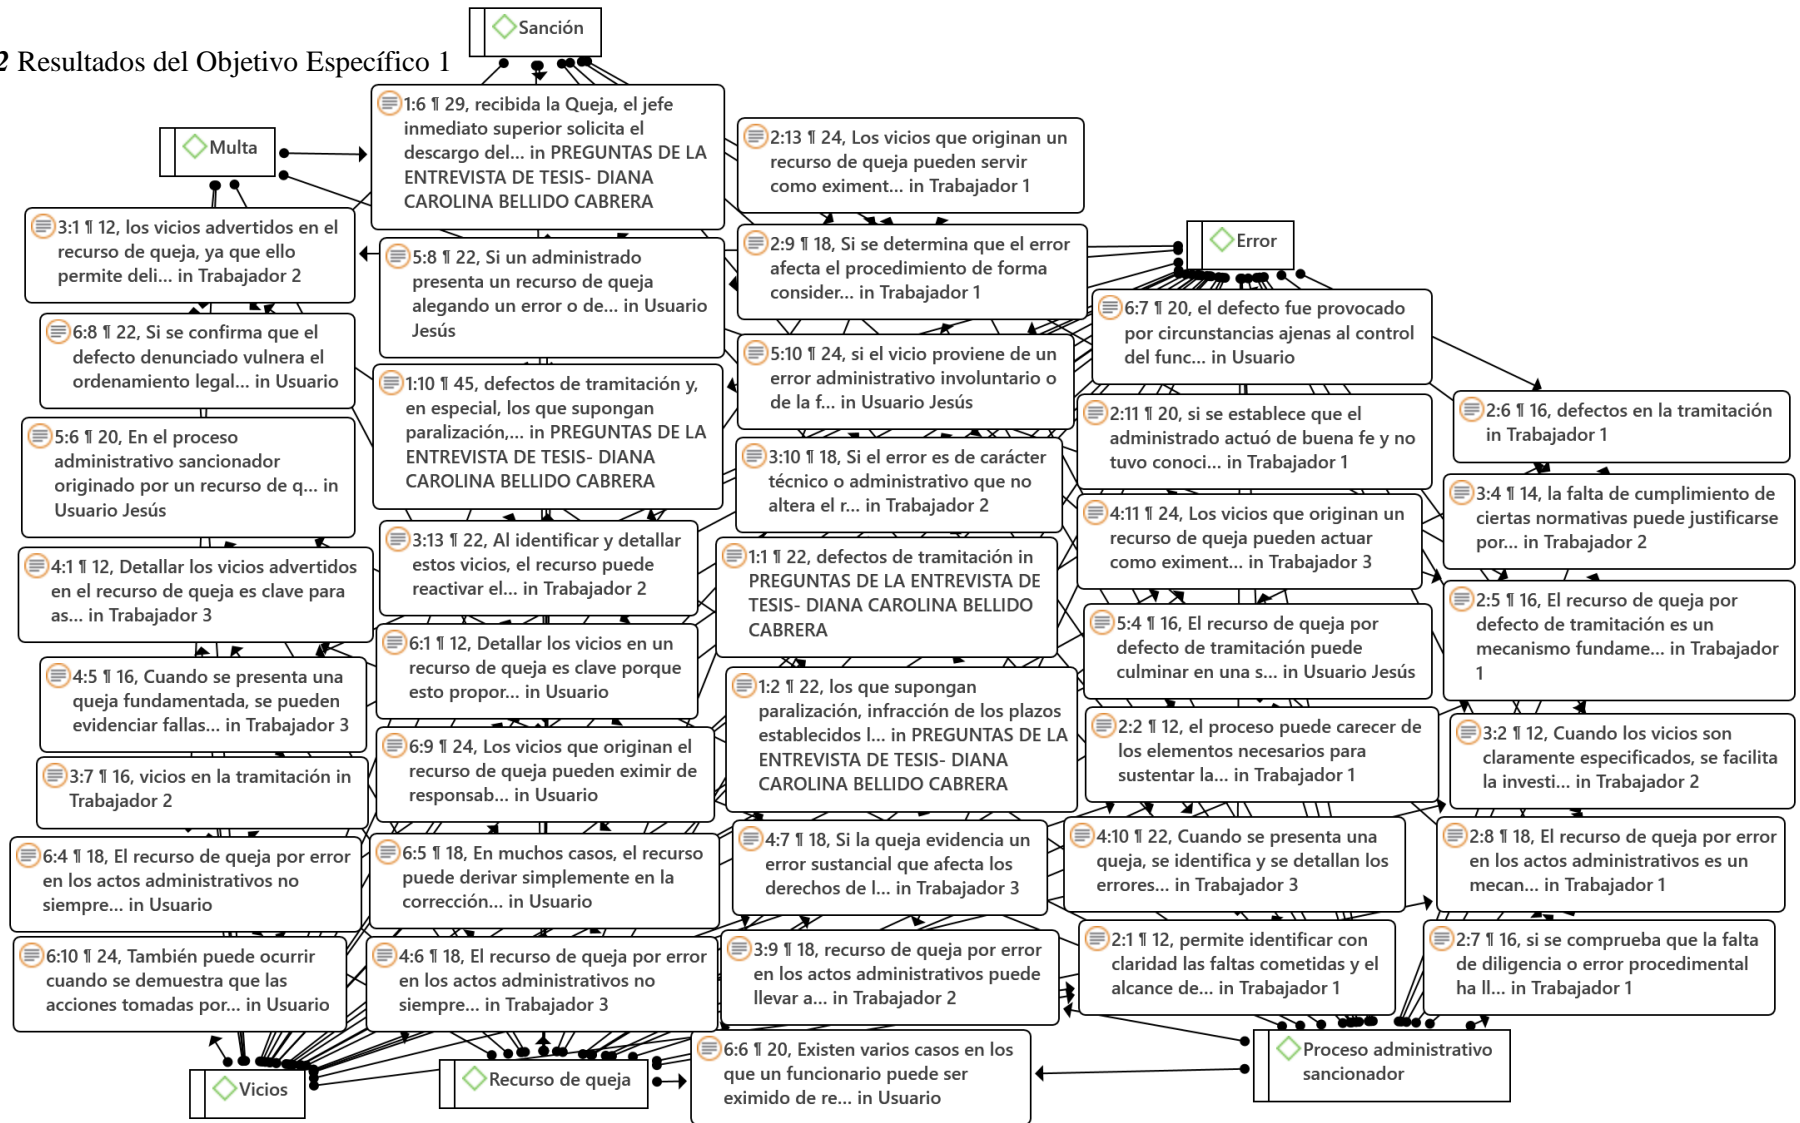 Sanción
2 Resultados del Objetivo Específico 1
Multa
1:6 ¶ 29, recibida la Queja, el jefe
inmediato superior solicita el
descargo del... in PREGUNTAS DE LA
ENTREVISTA DE TESIS- DIANA
CAROLINA BELLIDO CABRERA
2:13 ¶ 24, Los vicios que originan un
recurso de queja pueden servir
como eximent... in Trabajador 1
3:1 ¶ 12, los vicios advertidos en el
recurso de queja, ya que ello
permite deli... in Trabajador 2
5:8 ¶ 22, Si un administrado
presenta un recurso de queja
alegando un error o de... in Usuario
Jesús
2:9 ¶ 18, Si se determina que el error
afecta el procedimiento de forma
consider... in Trabajador 1
Error
6:8 ¶ 22, Si se confirma que el
defecto denunciado vulnera el
ordenamiento legal... in Usuario
1:10 ¶ 45, defectos de tramitación y,
en especial, los que supongan
paralización,... in PREGUNTAS DE LA
ENTREVISTA DE TESIS- DIANA
CAROLINA BELLIDO CABRERA
5:10 ¶ 24, si el vicio proviene de un
error administrativo involuntario o
de la f... in Usuario Jesús
6:7 ¶ 20, el defecto fue provocado
por circunstancias ajenas al control
del func... in Usuario
5:6 ¶ 20, En el proceso
administrativo sancionador
originado por un recurso de q... in
Usuario Jesús
3:10 ¶ 18, Si el error es de carácter
técnico o administrativo que no
altera el r... in Trabajador 2
2:11 ¶ 20, si se establece que el
administrado actuó de buena fe y no
tuvo conoci... in Trabajador 1
2:6 ¶ 16, defectos en la tramitación
in Trabajador 1
4:1 ¶ 12, Detallar los vicios advertidos
en el recurso de queja es clave para
as... in Trabajador 3
3:13 ¶ 22, Al identificar y detallar
estos vicios, el recurso puede
reactivar el... in Trabajador 2
1:1 ¶ 22, defectos de tramitación in
PREGUNTAS DE LA ENTREVISTA DE
TESIS- DIANA CAROLINA BELLIDO
CABRERA
4:11 ¶ 24, Los vicios que originan un
recurso de queja pueden actuar
como eximent... in Trabajador 3
3:4 ¶ 14, la falta de cumplimiento de
ciertas normativas puede justificarse
por... in Trabajador 2
4:5 ¶ 16, Cuando se presenta una
queja fundamentada, se pueden
evidenciar fallas... in Trabajador 3
6:1 ¶ 12, Detallar los vicios en un
recurso de queja es clave porque
esto propor... in Usuario
1:2 ¶ 22, los que supongan
paralización, infracción de los plazos
establecidos l... in PREGUNTAS DE LA
ENTREVISTA DE TESIS- DIANA
CAROLINA BELLIDO CABRERA
5:4 ¶ 16, El recurso de queja por
defecto de tramitación puede
culminar en una s... in Usuario Jesús
2:5 ¶ 16, El recurso de queja por
defecto de tramitación es un
mecanismo fundame... in Trabajador
1
3:7 ¶ 16, vicios en la tramitación in
Trabajador 2
6:9 ¶ 24, Los vicios que originan el
recurso de queja pueden eximir de
responsab... in Usuario
2:2 ¶ 12, el proceso puede carecer de
los elementos necesarios para
sustentar la... in Trabajador 1
3:2 ¶ 12, Cuando los vicios son
claramente especificados, se facilita
la investi... in Trabajador 2
6:4 ¶ 18, El recurso de queja por error
en los actos administrativos no
siempre... in Usuario
6:5 ¶ 18, En muchos casos, el recurso
puede derivar simplemente en la
corrección... in Usuario
4:7 ¶ 18, Si la queja evidencia un
error sustancial que afecta los
derechos de l... in Trabajador 3
4:10 ¶ 22, Cuando se presenta una
queja, se identifica y se detallan los
errores... in Trabajador 3
2:8 ¶ 18, El recurso de queja por error
en los actos administrativos es un
mecan... in Trabajador 1
6:10 ¶ 24, También puede ocurrir
cuando se demuestra que las
acciones tomadas por... in Usuario
4:6 ¶ 18, El recurso de queja por error
en los actos administrativos no
siempre... in Trabajador 3
3:9 ¶ 18, recurso de queja por error
en los actos administrativos puede
llevar a... in Trabajador 2
2:1 ¶ 12, permite identificar con
claridad las faltas cometidas y el
alcance de... in Trabajador 1
2:7 ¶ 16, si se comprueba que la falta
de diligencia o error procedimental
ha ll... in Trabajador 1
Vicios
Recurso de queja
6:6 ¶ 20, Existen varios casos en los
que un funcionario puede ser
eximido de re... in Usuario
Proceso administrativo
sancionador